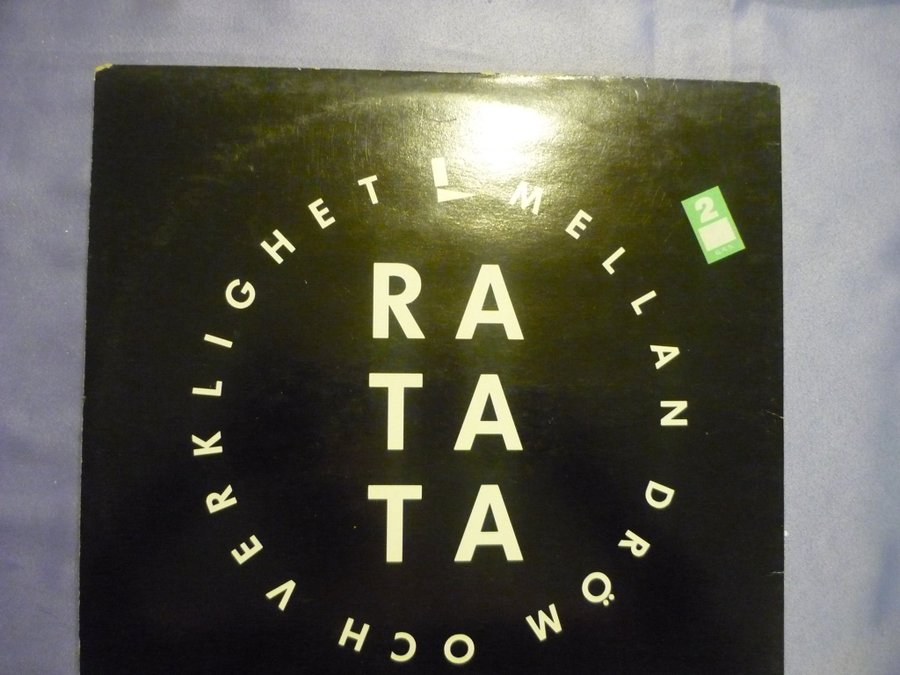 MELLAN DRÖM OCH VERKLIGHET
RA
TA
TA
2